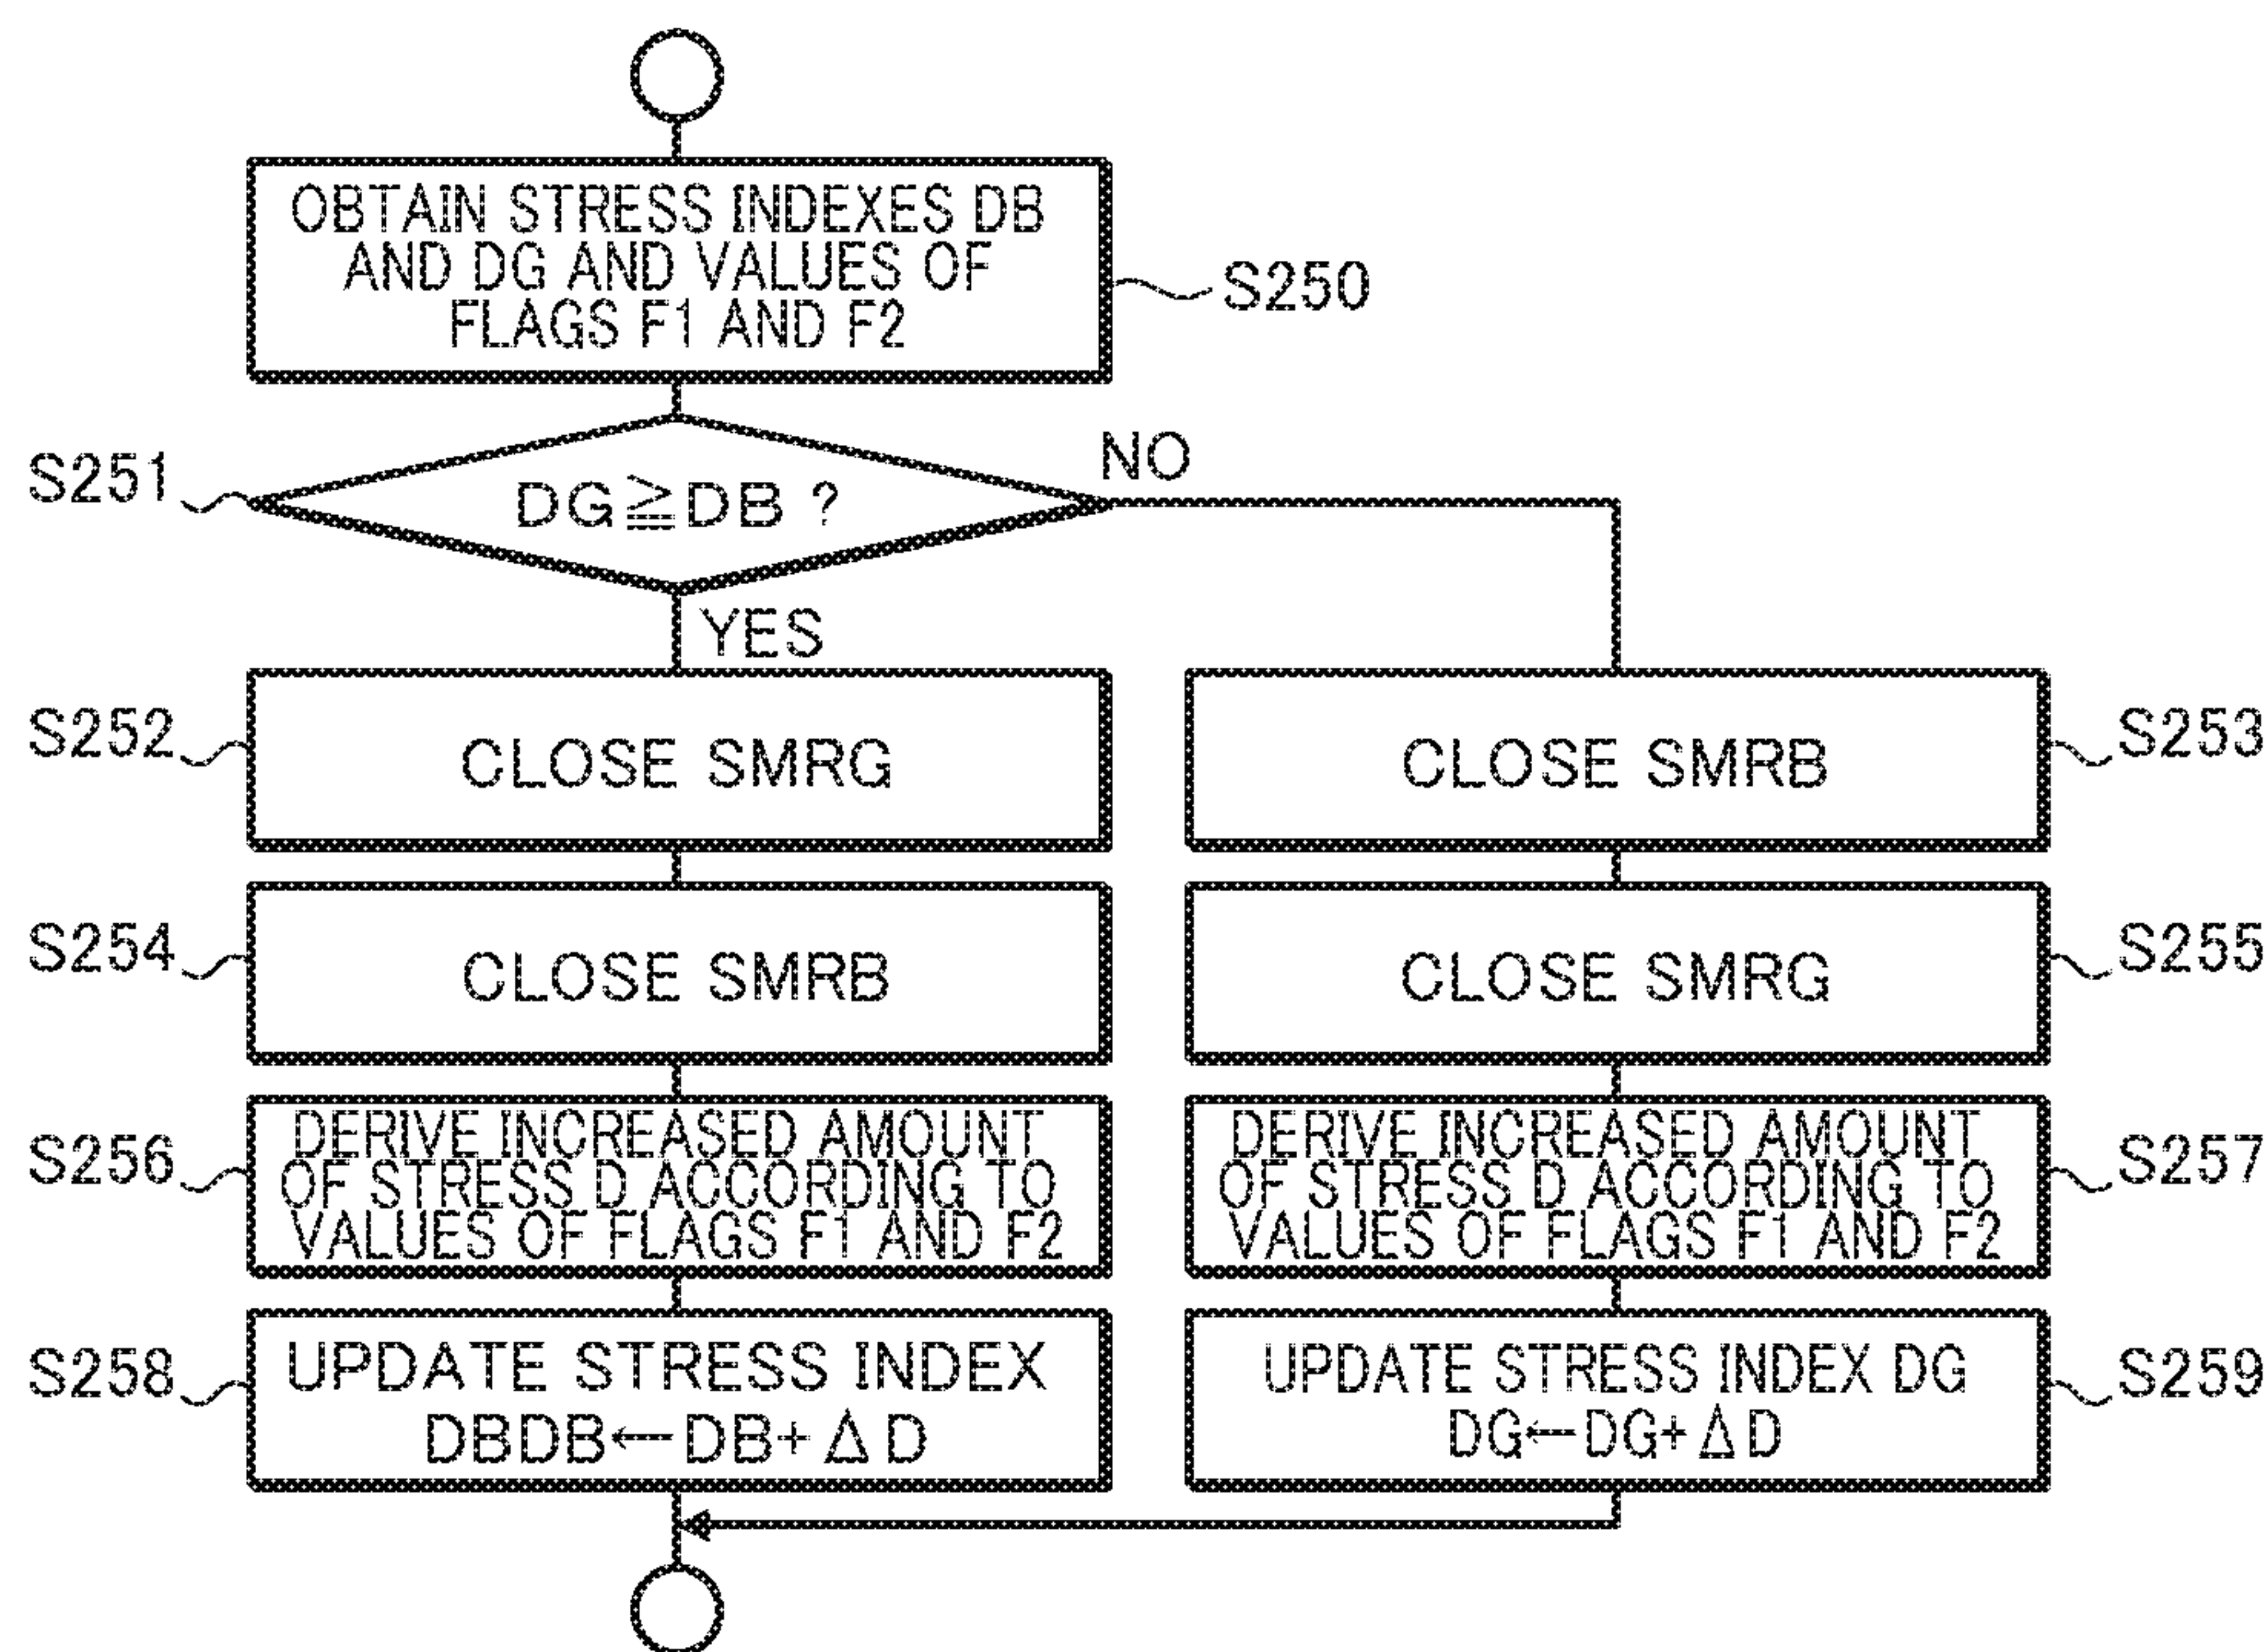 OBTAIN STRESS INDEXES DB
AND DG AND VALUES OF
FLAGS F1 AND F2
S250
S251
DG≧DB ?
NO
YES
S252
CLOSE SMRG
CLOSE SMRB
S253
S254
CLOSE SMRB
CLOSE SMRG
S255
S256
DERIVE INCREASED AMOUNT
OF STRESS D ACCORDING TO
VALUES OF FLAGS F1 AND F2
DERIVE INCREASED AMOUNT
OF STRESS D ACCORDING TO
VALUES OF FLAGS F1 AND F2
S257
S258
UPDATE STRESS INDEX
DBDB←DB+ΔD
UPDATE STRESS INDEX DG
DG←DG+ΔD
S259